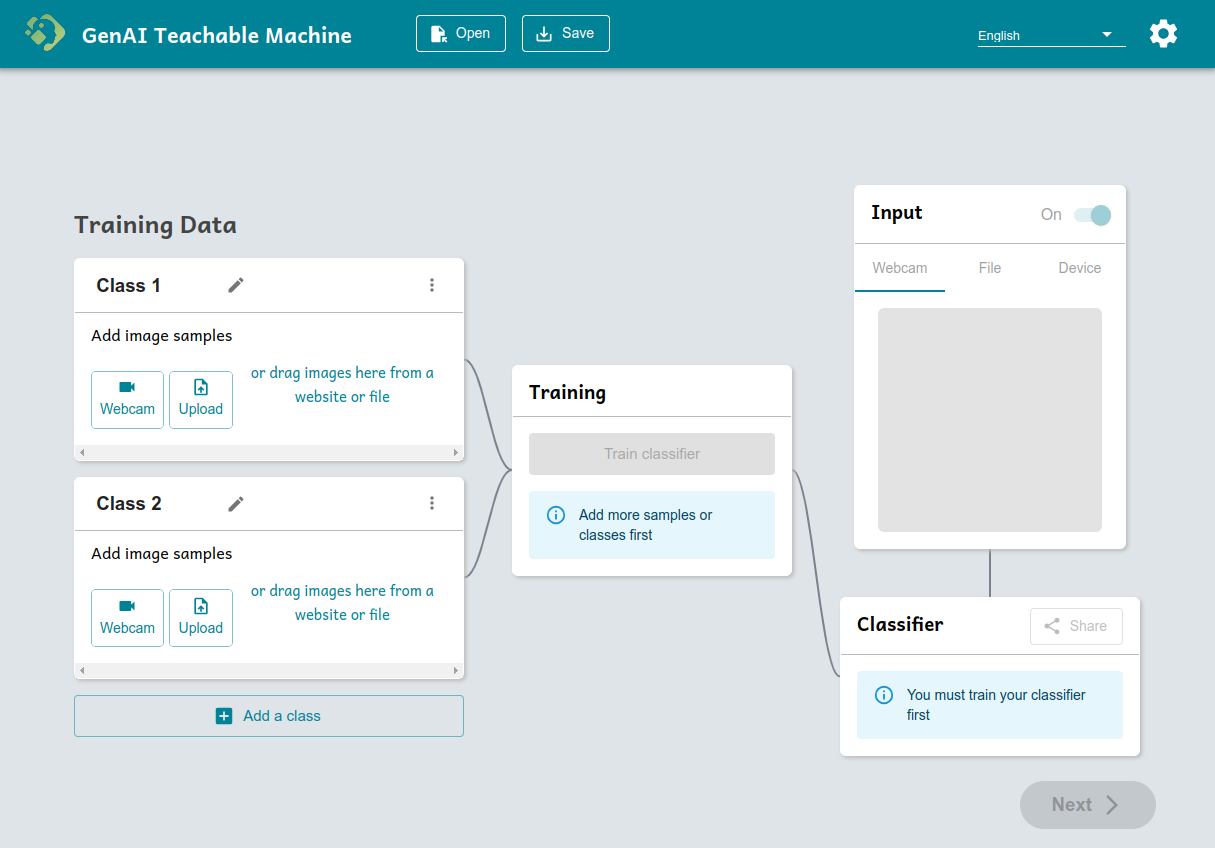 GenAI Teachable Machine
Open
Save
English
Training Data
Class 1
Add image samples
Webcam
Upload
or drag images here from a
website or file
Class 2
Add image samples
Webcam
Upload
or drag images here from a
website or file
Add a class
Training
Train classifier
Add more samples or
classes first
Input
On
Webcam
File
Device
Classifier
Share
You must train your classifier
first
Next